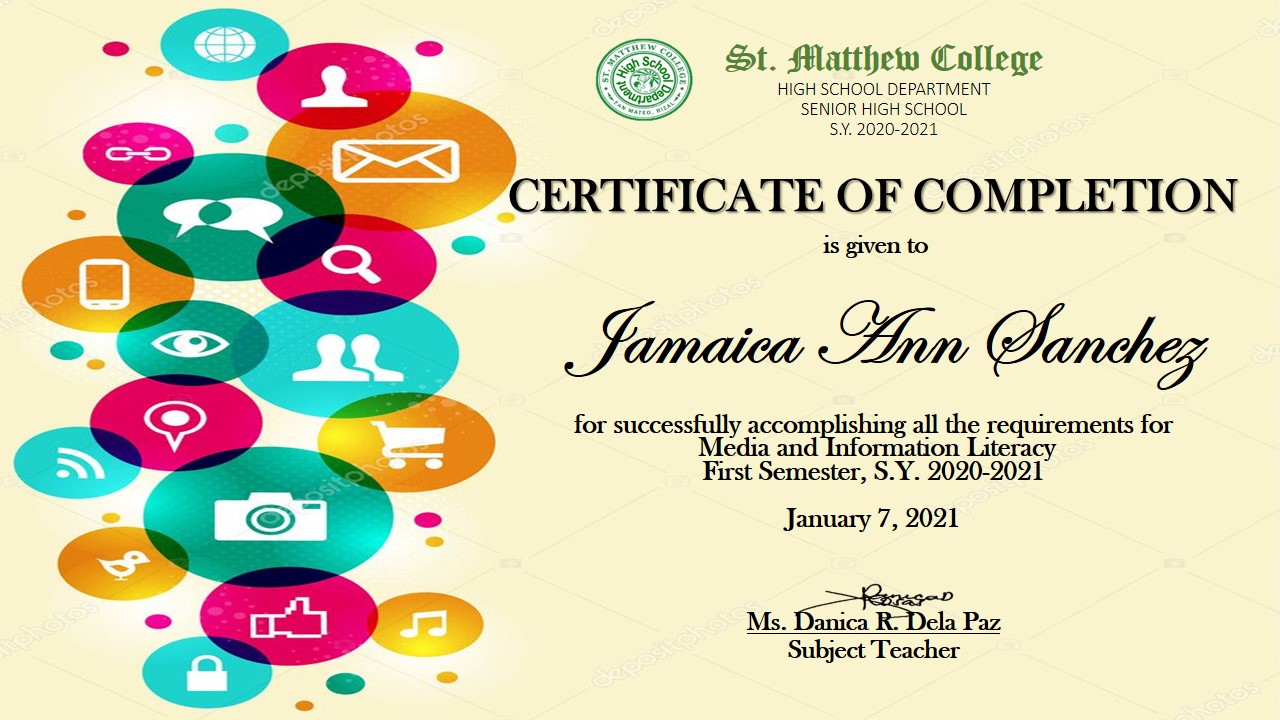 St. Matthew College
HIGH SCHOOL DEPARTMENT
SENIOR HIGH SCHOOL
S.Y. 2020-2021
ST. MATTHEW COLLEGE
High School Department
SAN MATEO, RIZAL
CERTIFICATE OF COMPLETION
is given to
Jamaica Ann Sanchez
for successfully accomplishing all the requirements for
Media and Information Literacy
First Semester, S.Y. 2020-2021
January 7, 2021
Ms. Danica R. Dela Paz
Subject Teacher
depositphotos